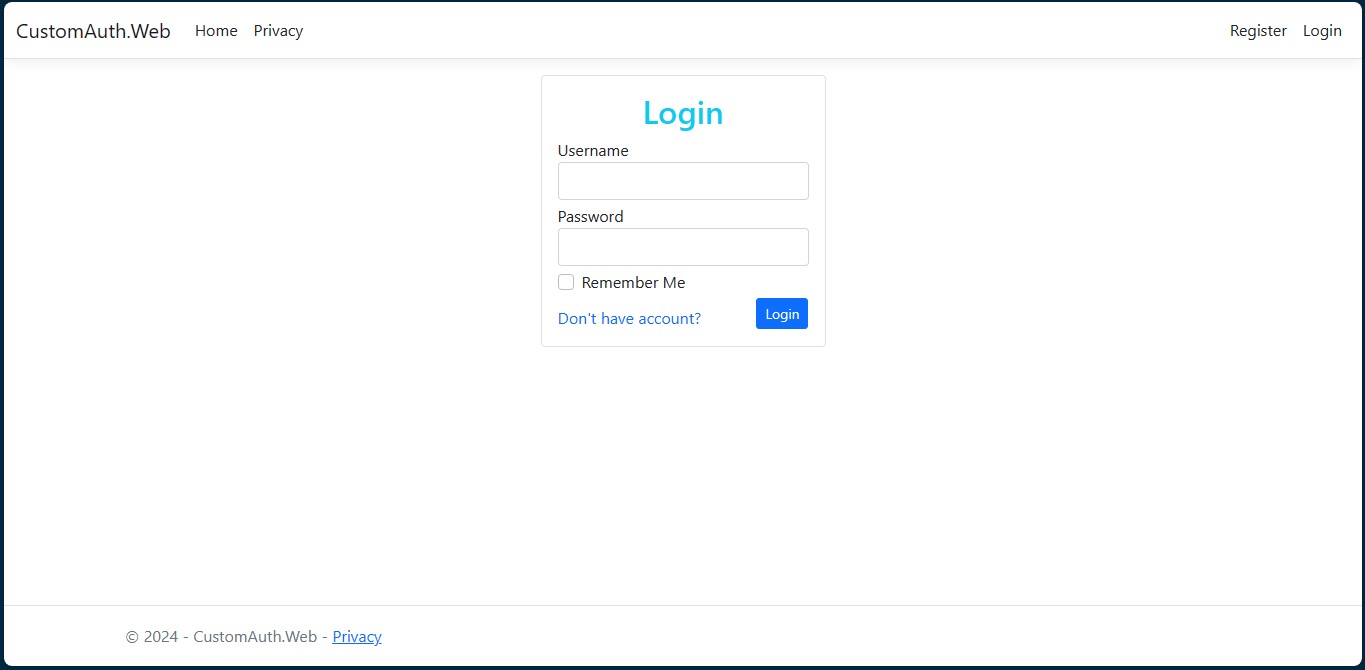 CustomAuth.Web Home Privacy Register Login
Login
Username
Password
Remember Me
Don't have account? Login
© 2024 - CustomAuth.Web - Privacy